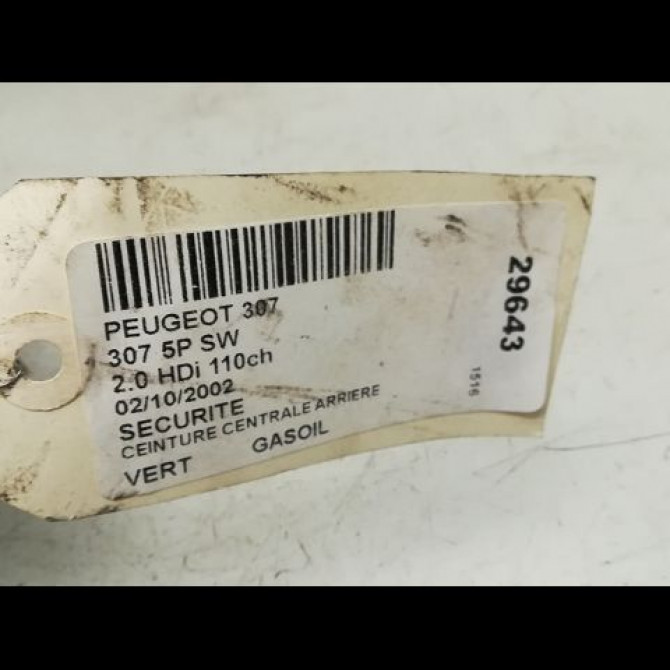 PEUGEOT 307
307 5P SW
2.0 HDi 110ch
02/10/2002
SECURITE
CEINTURE CENTRALE ARRIERE
VERT GASOIL
29643
1516